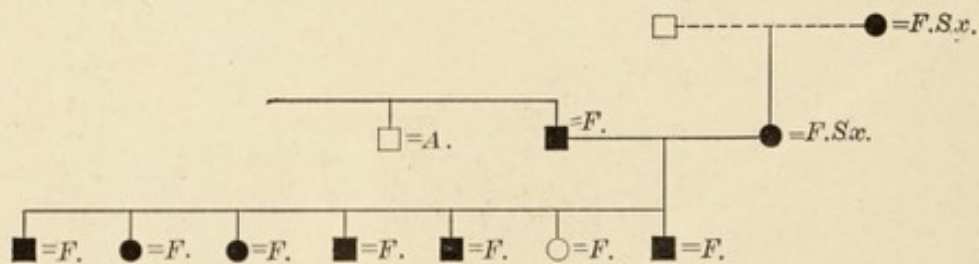 =F.Sx.
=A. =F. =F.Sx.
=F. =F. =F. =F. =F. =F. =F.